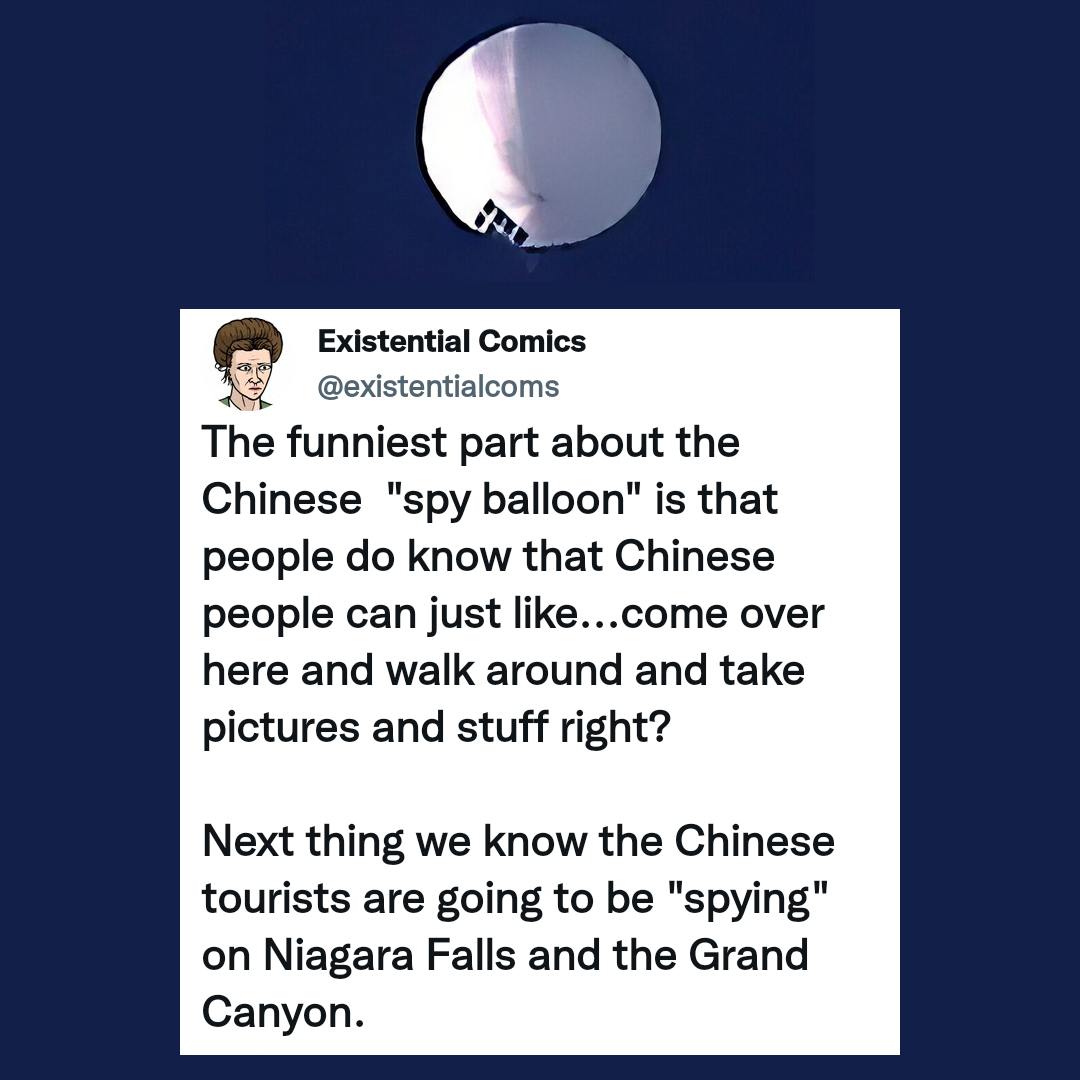 Existential Comics
@existentialcoms
The funniest part about the
Chinese  "spy balloon" is that
people do know that Chinese
people can just like...come over
here and walk around and take
pictures and stuff right?
Next thing we know the Chinese
tourists are going to be "spying"
on Niagara Falls and the Grand
Canyon.